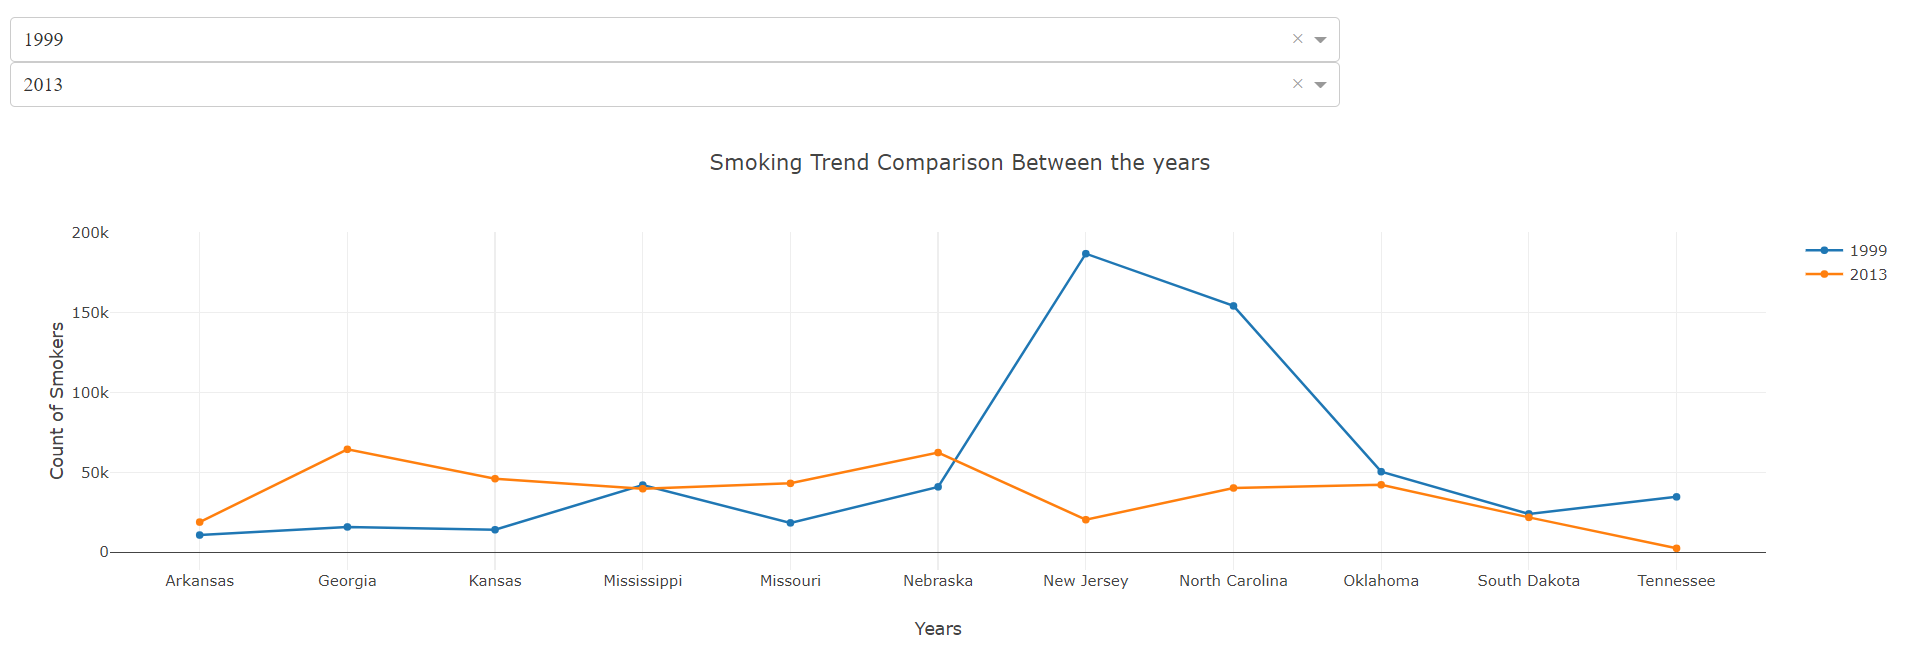 1999
2013
Smoking Trend Comparison Between the years
200k
150k
100k
50k
0
Count of Smokers
1999
2013
Arkansas Georgia Kansas Mississippi Missouri Nebraska New Jersey North Carolina Oklahoma South Dakota Tennessee
Years